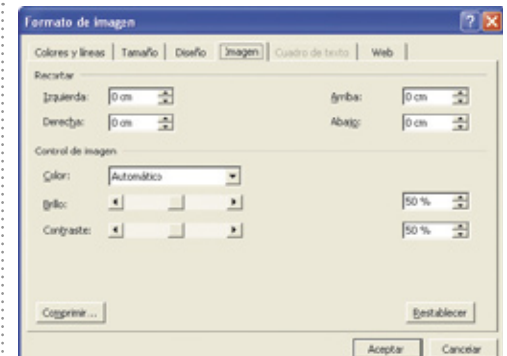 Formato de imagen
Colores y líneas Tamaño Diseño Imagen Cuadro de texto Web
Recortar
Izquierda: 0 cm Arriba: 0 cm
Derecha: 0 cm Abajo: 0 cm
Control de imagen
Color: Automático
Brillo: 50 %
Contraste: 50 %
Comprimir... Restablecer
Aceptar Cancelar